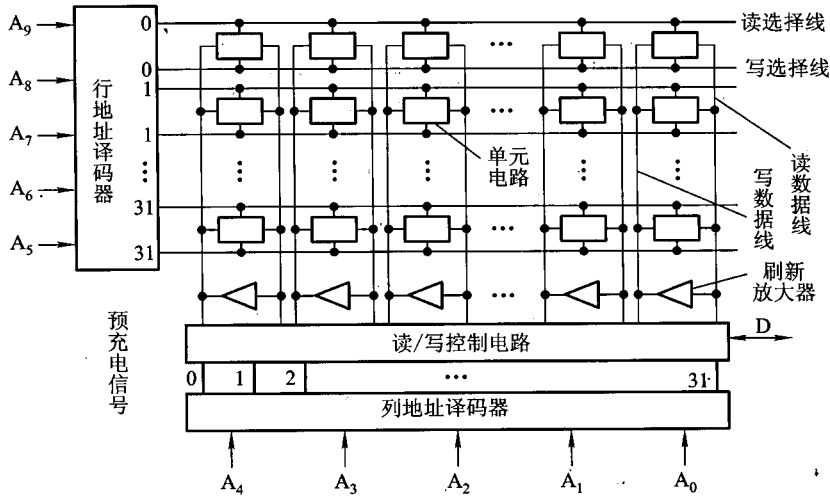 A₉
A₈
A₇
A₆
A₅
行地址译码器
⋮
0
0
1
1
31
31
…
…
⋮
⋮
⋮
⋮
⋮
…
…
读选择线
写选择线
单元
电路
写数据线
读数据线
刷新
放大器
预充电信号
读/写控制电路
D
0
1
2
…
31
列地址译码器
A₄
A₃
A₂
A₁
A₀